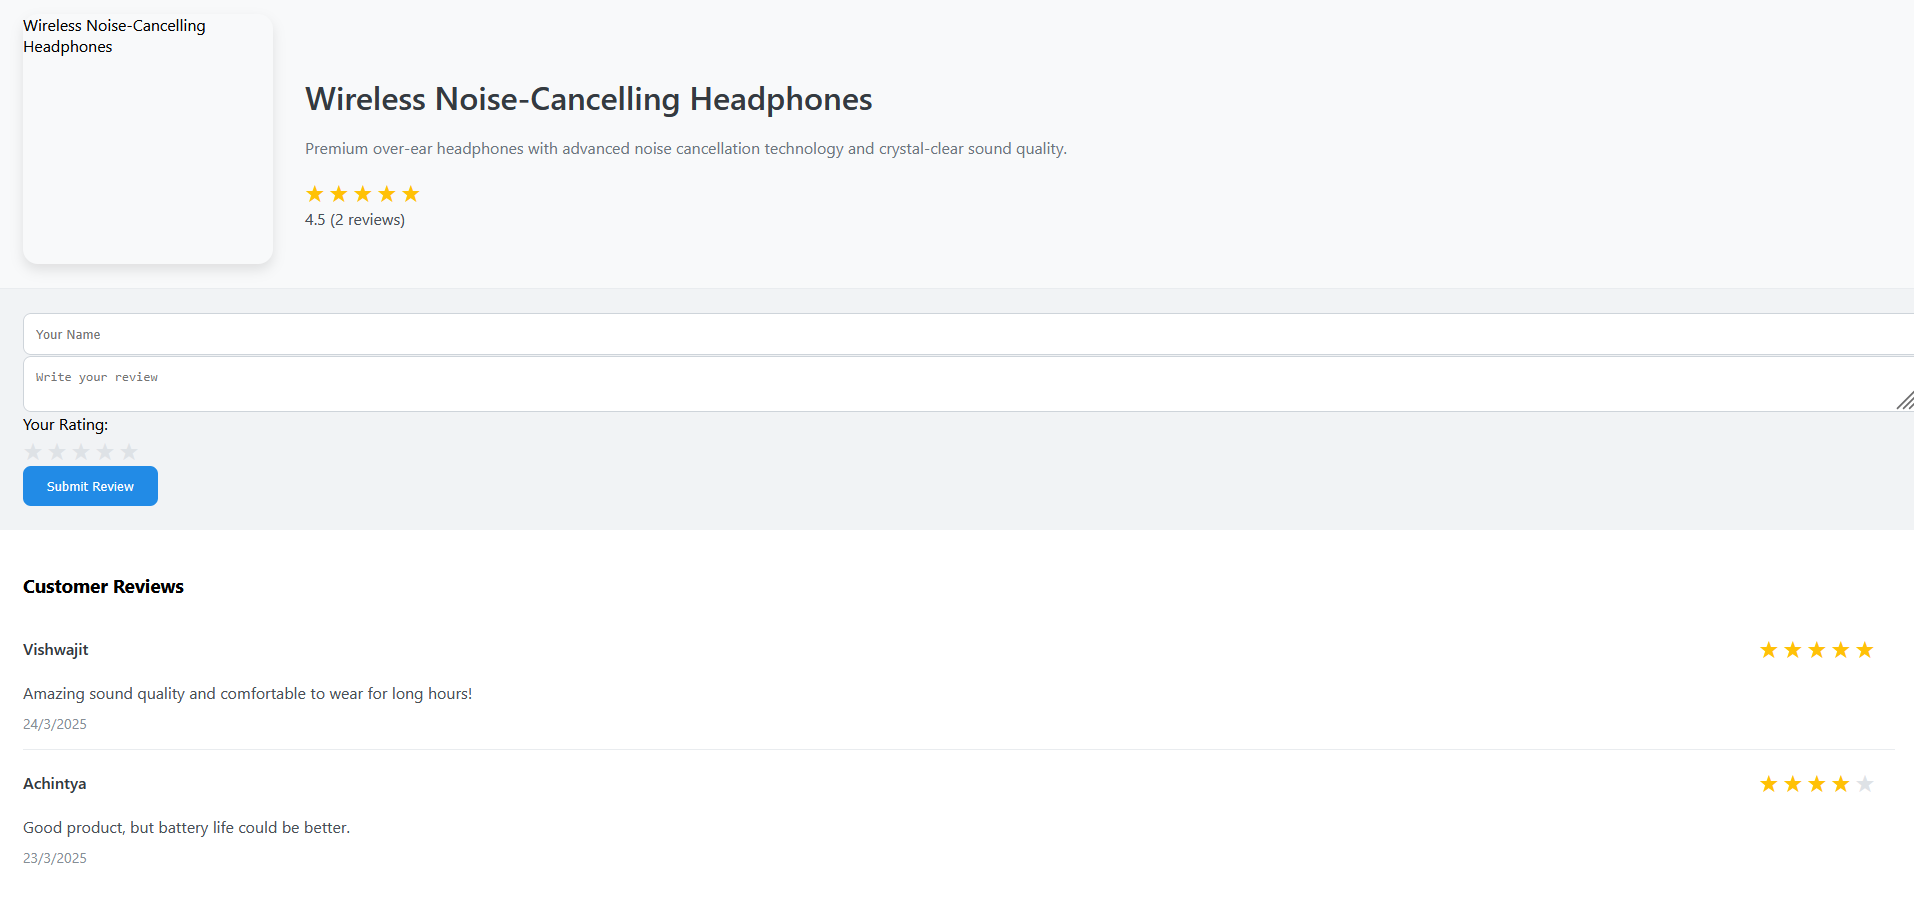 Wireless Noise-Cancelling
Headphones
Wireless Noise-Cancelling Headphones
Premium over-ear headphones with advanced noise cancellation technology and crystal-clear sound quality.
★ ★ ★ ★ ★
4.5 (2 reviews)
Your Name
Write your review
Your Rating:
★ ★ ★ ★ ★
Submit Review
Customer Reviews
Vishwajit ★ ★ ★ ★ ★
Amazing sound quality and comfortable to wear for long hours!
24/3/2025
Achintya ★ ★ ★ ★ ★
Good product, but battery life could be better.
23/3/2025